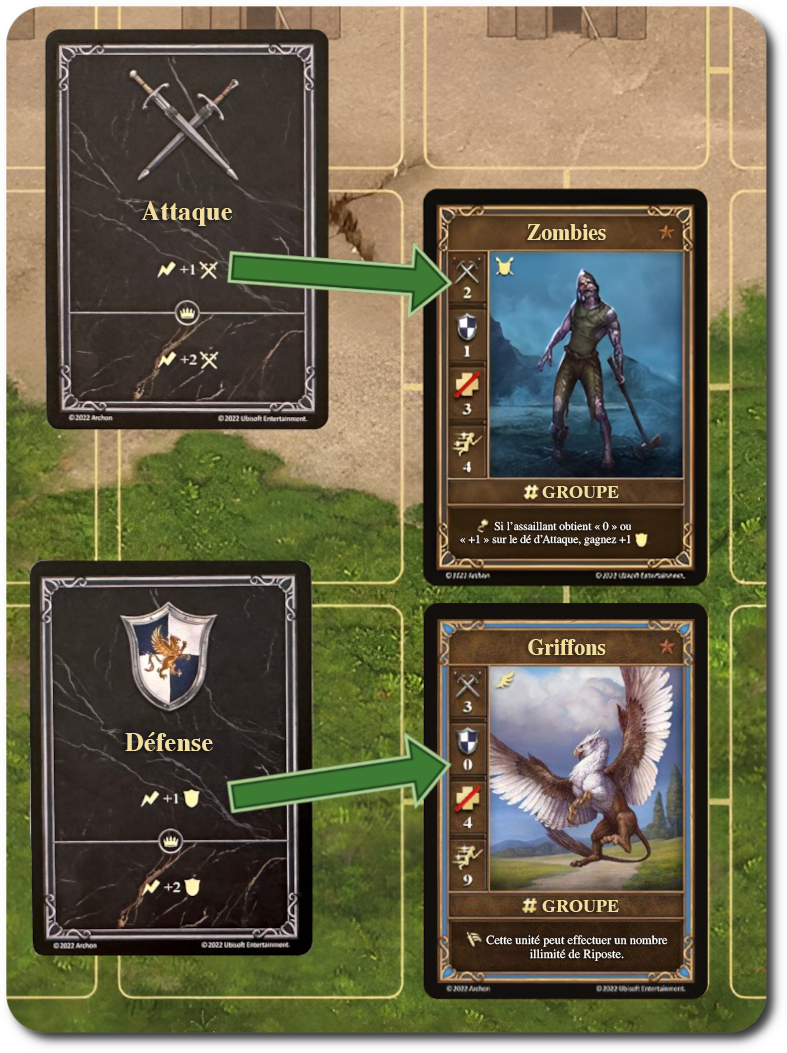 Attaque
+1
+2
© 2022 Archon © 2022 Ubisoft Entertainment.
Zombies
2
1
3
4
# GROUPE
Si l'assaillant obtient « 0 » ou
« +1 » sur le dé d'Attaque, gagnez +1
© 2022 Archon © 2022 Ubisoft Entertainment.
Défense
+1
+2
© 2022 Archon © 2022 Ubisoft Entertainment.
Griffons
3
0
4
9
# GROUPE
Cette unité peut effectuer un nombre
illimité de Riposte.
© 2022 Archon © 2022 Ubisoft Entertainment.